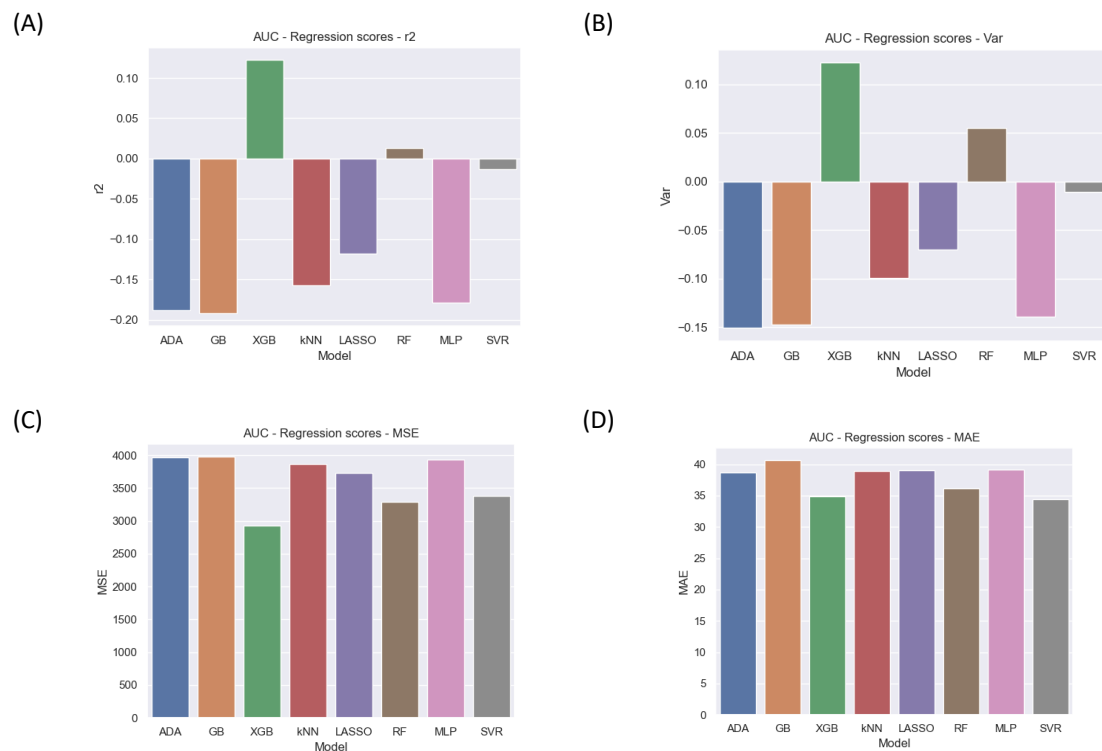 (A)
AUC - Regression scores - r2
0.10
0.05
0.00
−0.05
−0.10
−0.15
−0.20
r2
ADA GB XGB kNN LASSO RF MLP SVR
Model
(B)
AUC - Regression scores - Var
0.10
0.05
0.00
−0.05
−0.10
−0.15
Var
ADA GB XGB kNN LASSO RF MLP SVR
Model
(C)
AUC - Regression scores - MSE
4000
3500
3000
2500
2000
1500
1000
500
0
MSE
ADA GB XGB kNN LASSO RF MLP SVR
Model
(D)
AUC - Regression scores - MAE
40
35
30
25
20
15
10
5
0
MAE
ADA GB XGB kNN LASSO RF MLP SVR
Model